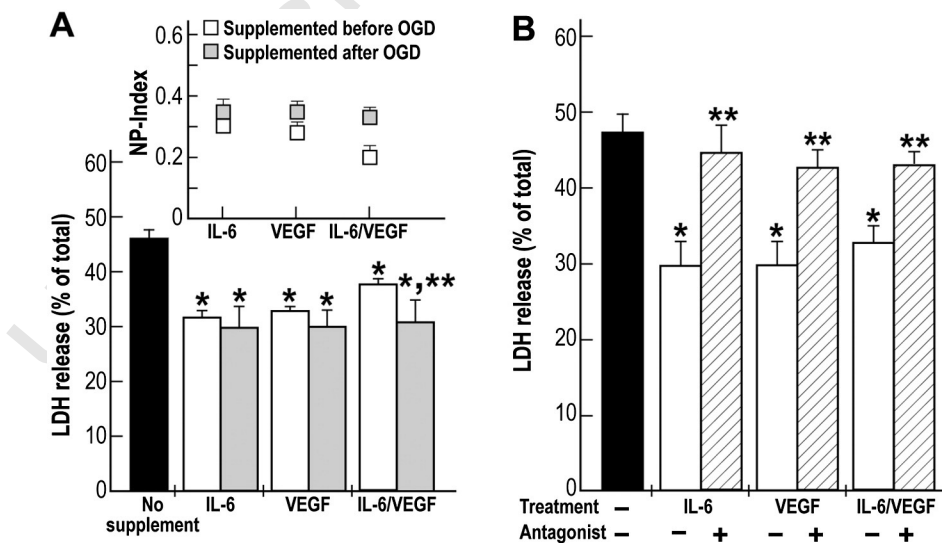 A
Supplemented before OGD
Supplemented after OGD
NP-Index
0.6
0.4
0.2
0
IL-6 VEGF IL-6/VEGF
LDH release (% of total)
60
50
40
30
20
10
0
* * * * * *,**
No supplement
IL-6 VEGF IL-6/VEGF
B
LDH release (% of total)
60
50
40
30
20
10
0
* ** * ** * **
Treatment – IL-6 VEGF IL-6/VEGF
Antagonist – – + – + – +